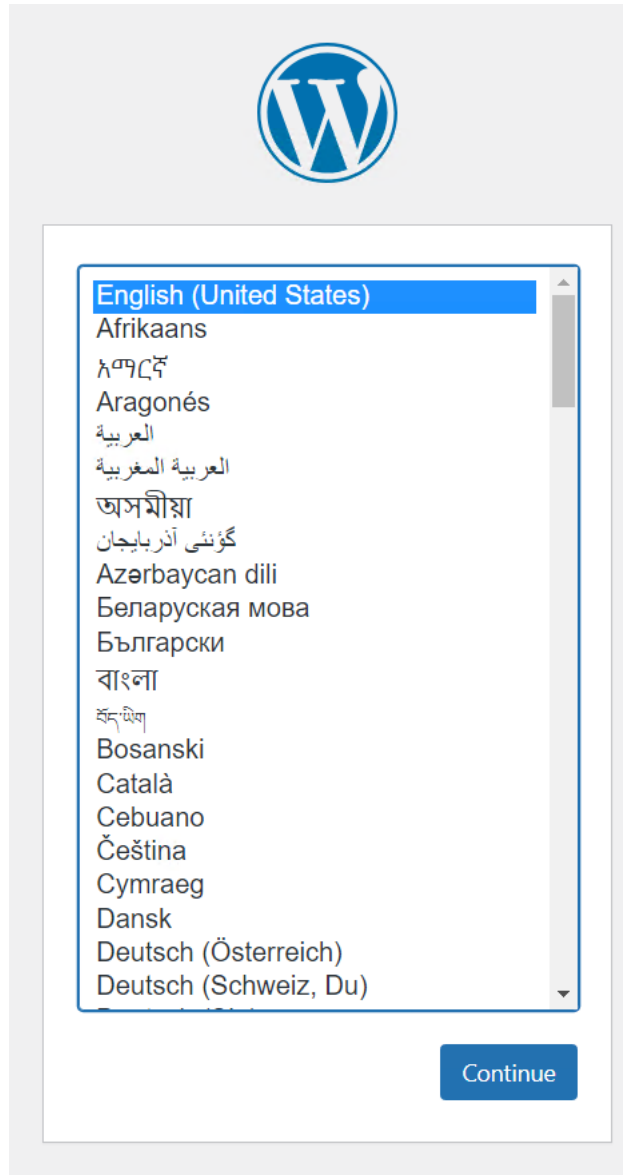 English (United States)
Afrikaans
አማርኛ
Aragonés
العربية
العربية المغربية
অসমীয়া
گؤنئی آذربایجان
Azərbaycan dili
Беларуская мова
Български
বাংলা
བོད་ཡིག
Bosanski
Català
Cebuano
Čeština
Cymraeg
Dansk
Deutsch (Österreich)
Deutsch (Schweiz, Du)
Continue